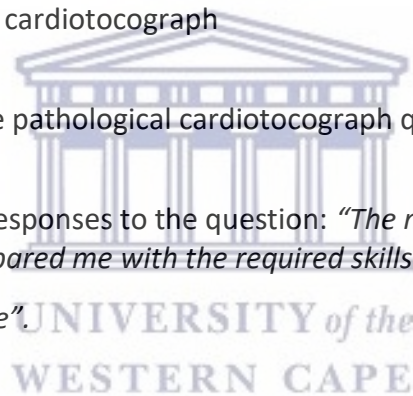 cardiotocograph
e pathological cardiotocograph q
esponses to the question: “The r
pared me with the required skills
e”.
UNIVERSITY of the
WESTERN CAPE